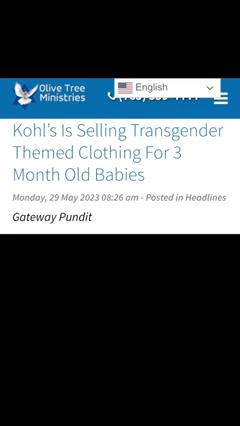 Olive Tree
Ministries
English
Kohl's Is Selling Transgender
Themed Clothing For 3
Month Old Babies
Monday, 29 May 2023 08:26 am - Posted in Headlines
Gateway Pundit